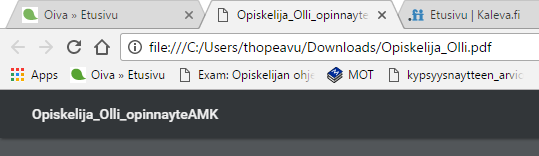 Oiva » Etusivu Opiskelija_Olli_opinnayte Etusivu | Kaleva.fi
file:///C:/Users/thopeavu/Downloads/Opiskelija_Olli.pdf
Apps Oiva » Etusivu Exam: Opiskelijan ohje MOT kypsyysnaytteen_arvic
Opiskelija_Olli_opinnayteAMK